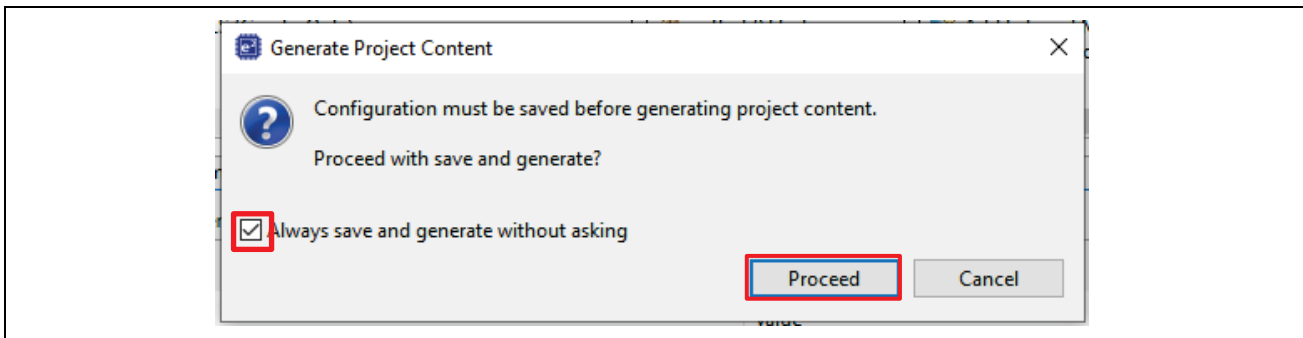 Generate Project Content
Configuration must be saved before generating project content.
Proceed with save and generate?
Always save and generate without asking
Proceed Cancel